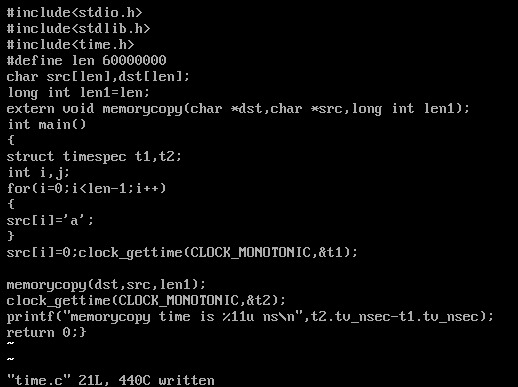 #include<stdio.h>
#include<stdlib.h>
#include<time.h>
#define len 60000000
char src[len],dst[len];
long int len1=len;
extern void memorycopy(char *dst,char *src,long int len1);
int main()
{
struct timespec t1,t2;
int i,j;
for(i=0;i<len-1;i++)
{
src[i]='a';
}
src[i]=0;clock_gettime(CLOCK_MONOTONIC,&t1);

memorycopy(dst,src,len1);
clock_gettime(CLOCK_MONOTONIC,&t2);
printf("memorycopy time is %11u ns\n",t2.tv_nsec-t1.tv_nsec);
return 0;}
~
~
"time.c" 21L, 440C written